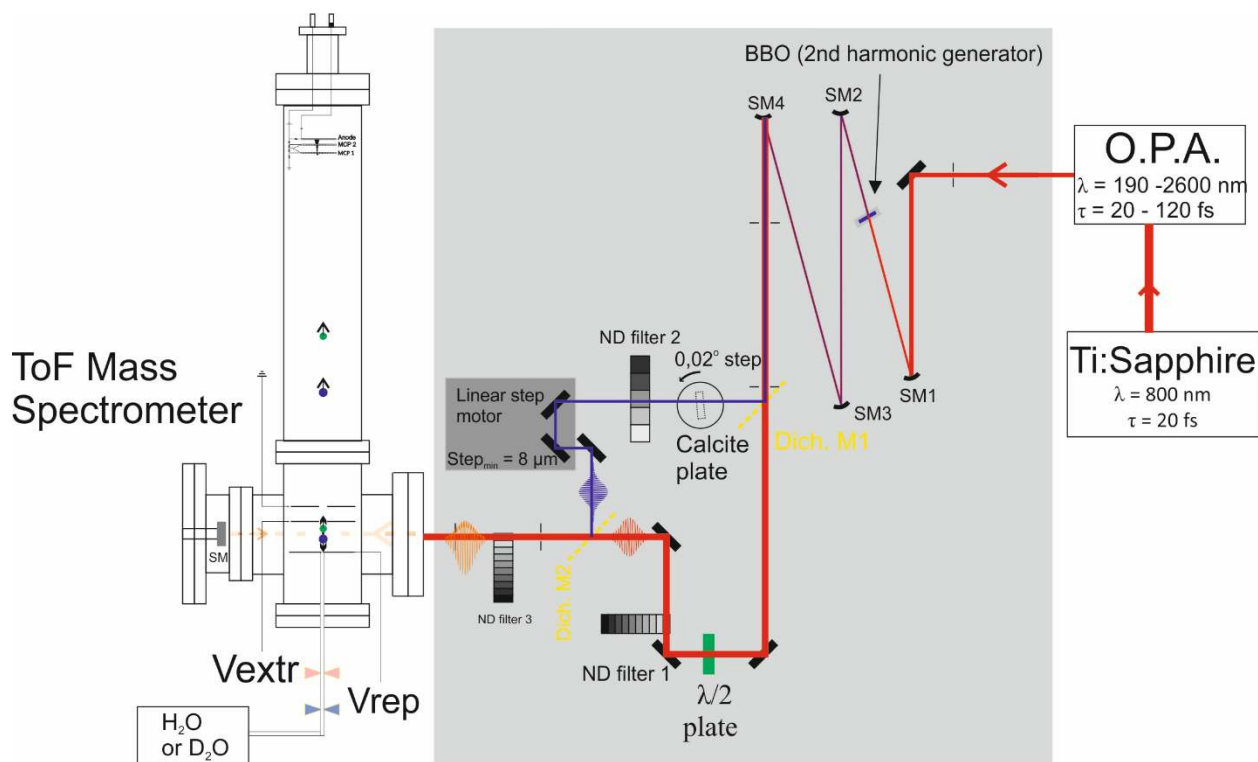 BBO (2nd harmonic generator)
SM4
SM2
O.P.A.
λ = 190 -2600 nm
τ = 20 - 120 fs
Anode
MCP 2
MCP 1
ToF Mass
Spectrometer
ND filter 2
0,02° step
Linear step
motor
Stepmin = 8 µm
Calcite
plate
SM3
SM1
Dich. M1
Ti:Sapphire
λ = 800 nm
τ = 20 fs
SM
ND filter 3
Dich. M2
ND filter 1
λ/2
plate
Vextr
Vrep
H2O
or D2O